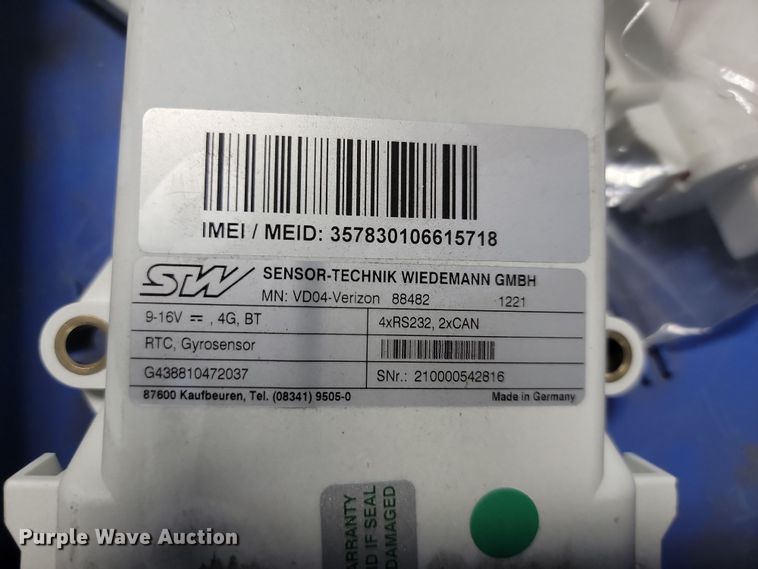 IMEI / MEID: 357830106615718
STW SENSOR-TECHNIK WIEDEMANN GMBH
MN: VD04-Verizon 88482 1221
9-16V ⎓, 4G, BT 4xRS232, 2xCAN
RTC, Gyrosensor
G438810472037 SNr.: 210000542816
87600 Kaufbeuren, Tel. (08341) 9505-0 Made in Germany
WARRANTY
ID IF SEAL
DAMAGED
Purple Wave Auction